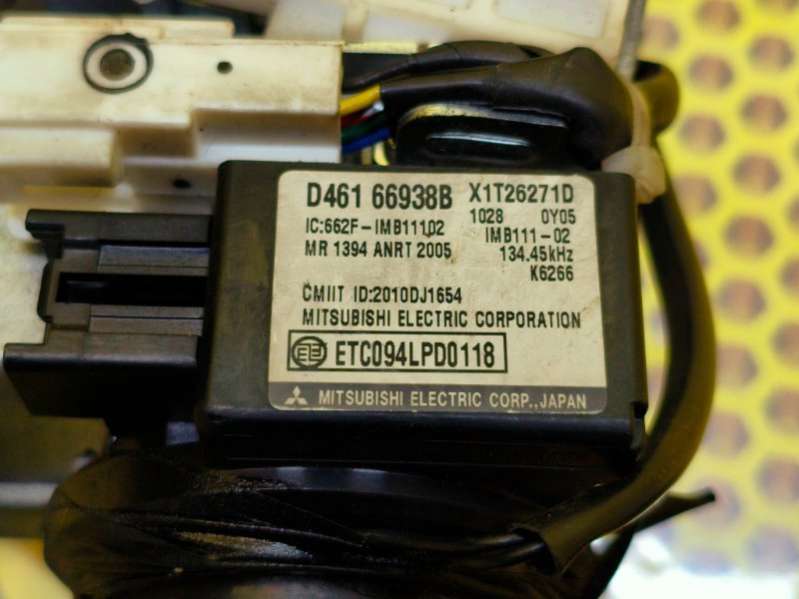 D461 66938B X1T26271D
1028 0Y05
IC:662F-IMB11102 IMB111-02
MR 1394 ANRT 2005 134.45kHz
K6266
CMIIT ID:2010DJ1654
MITSUBISHI ELECTRIC CORPORATION
ETC094LPD0118
MITSUBISHI ELECTRIC CORP.,JAPAN